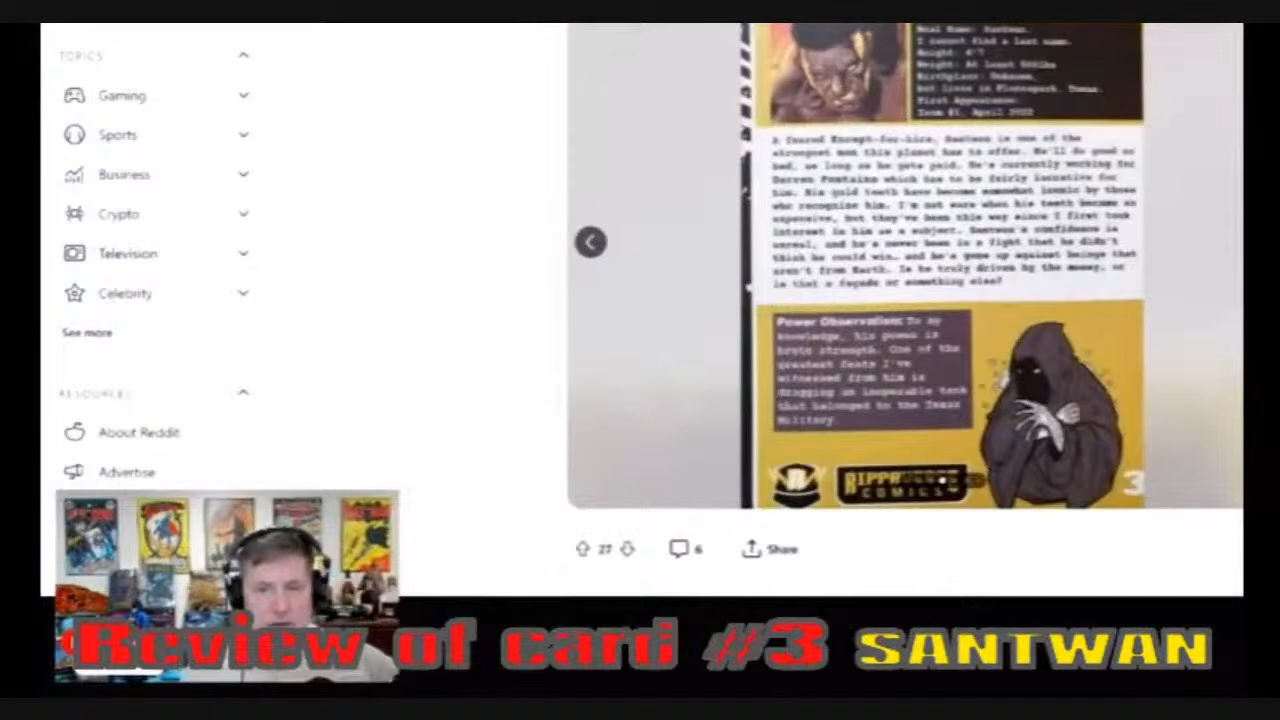 TOPICS
Gaming
Sports
Business
Crypto
Television
Celebrity
See more
RESOURCES
About Reddit
Advertise
Real Name: Santwan.
I cannot find a last name.
Height:
Weight: At least
Birthplace: Unknown,
but lives in Florespark, Texas.
First Appearance:
Isom #1, April 2022
A feared Except-for-hire, Santwan is one of the
strongest men this planet has to offer. He'll do good or
bad, as long as he gets paid. He's currently working for
Darren Fontaino which has to be fairly lucrative for
him. His gold teeth have become somewhat iconic by those
who recognize him. I'm not sure when his teeth became so
expensive, but they've been this way since I first took
interest in him as a subject. Santwan's confidence is
unreal, and he's never been in a fight that he didn't
think he could win… and he's gone up against beings that
aren't from Earth. Is he truly driven by the money, or
is that a façade or something else?
Power Observation: To my
knowledge, his power is
brute strength. One of the
greatest feats I've
witnessed from him is
dragging an inoperable tank
that belonged to the Texas
Military.
COMICS
3
27
6
Share
Review of card #3 SANTWAN